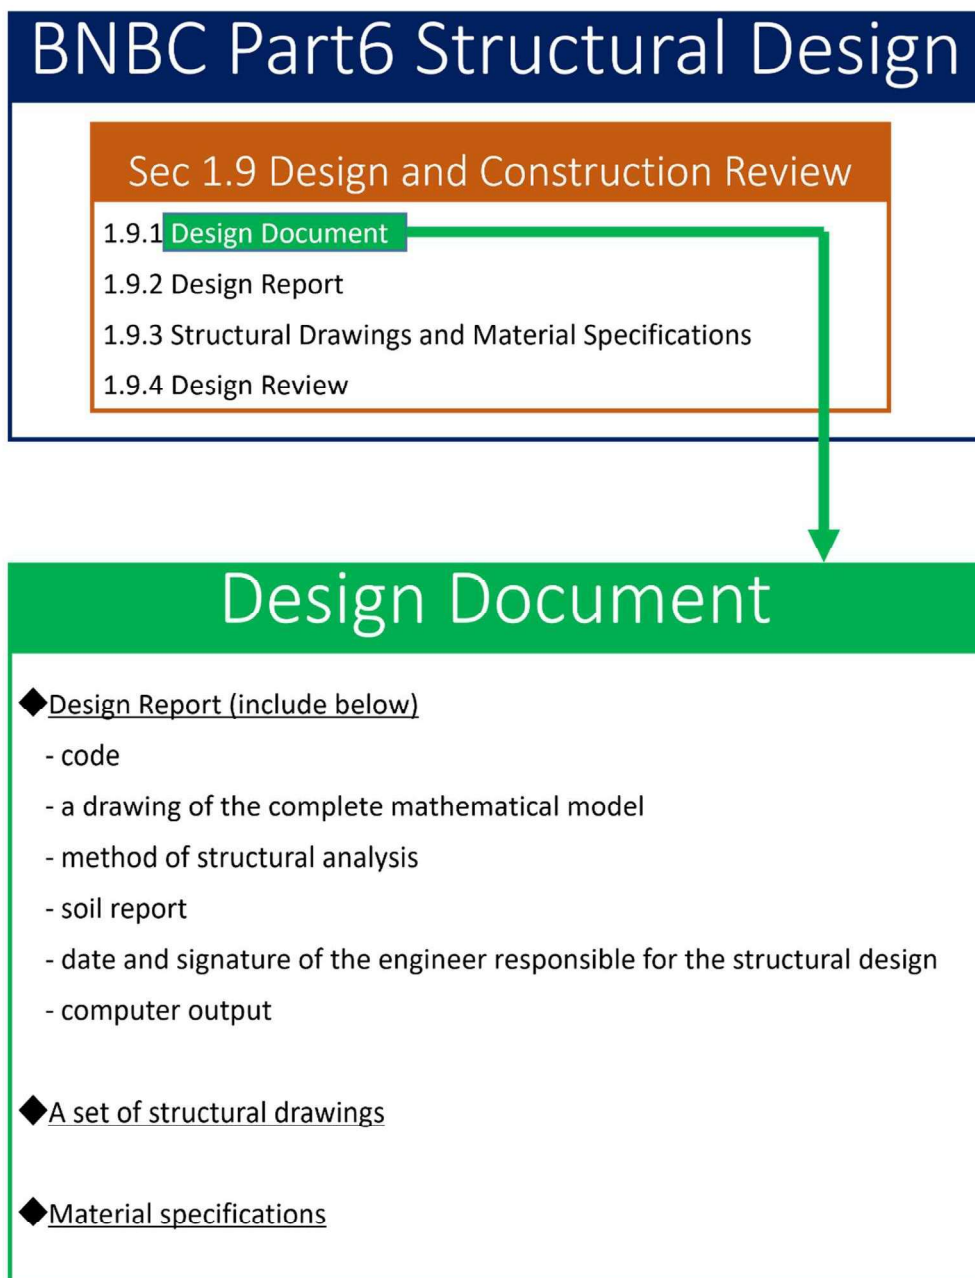 BNBC Part6 Structural Design
Sec 1.9 Design and Construction Review
1.9.1 Design Document
1.9.2 Design Report
1.9.3 Structural Drawings and Material Specifications
1.9.4 Design Review
Design Document
◆Design Report (include below)
- code
- a drawing of the complete mathematical model
- method of structural analysis
- soil report
- date and signature of the engineer responsible for the structural design
- computer output
◆A set of structural drawings
◆Material specifications